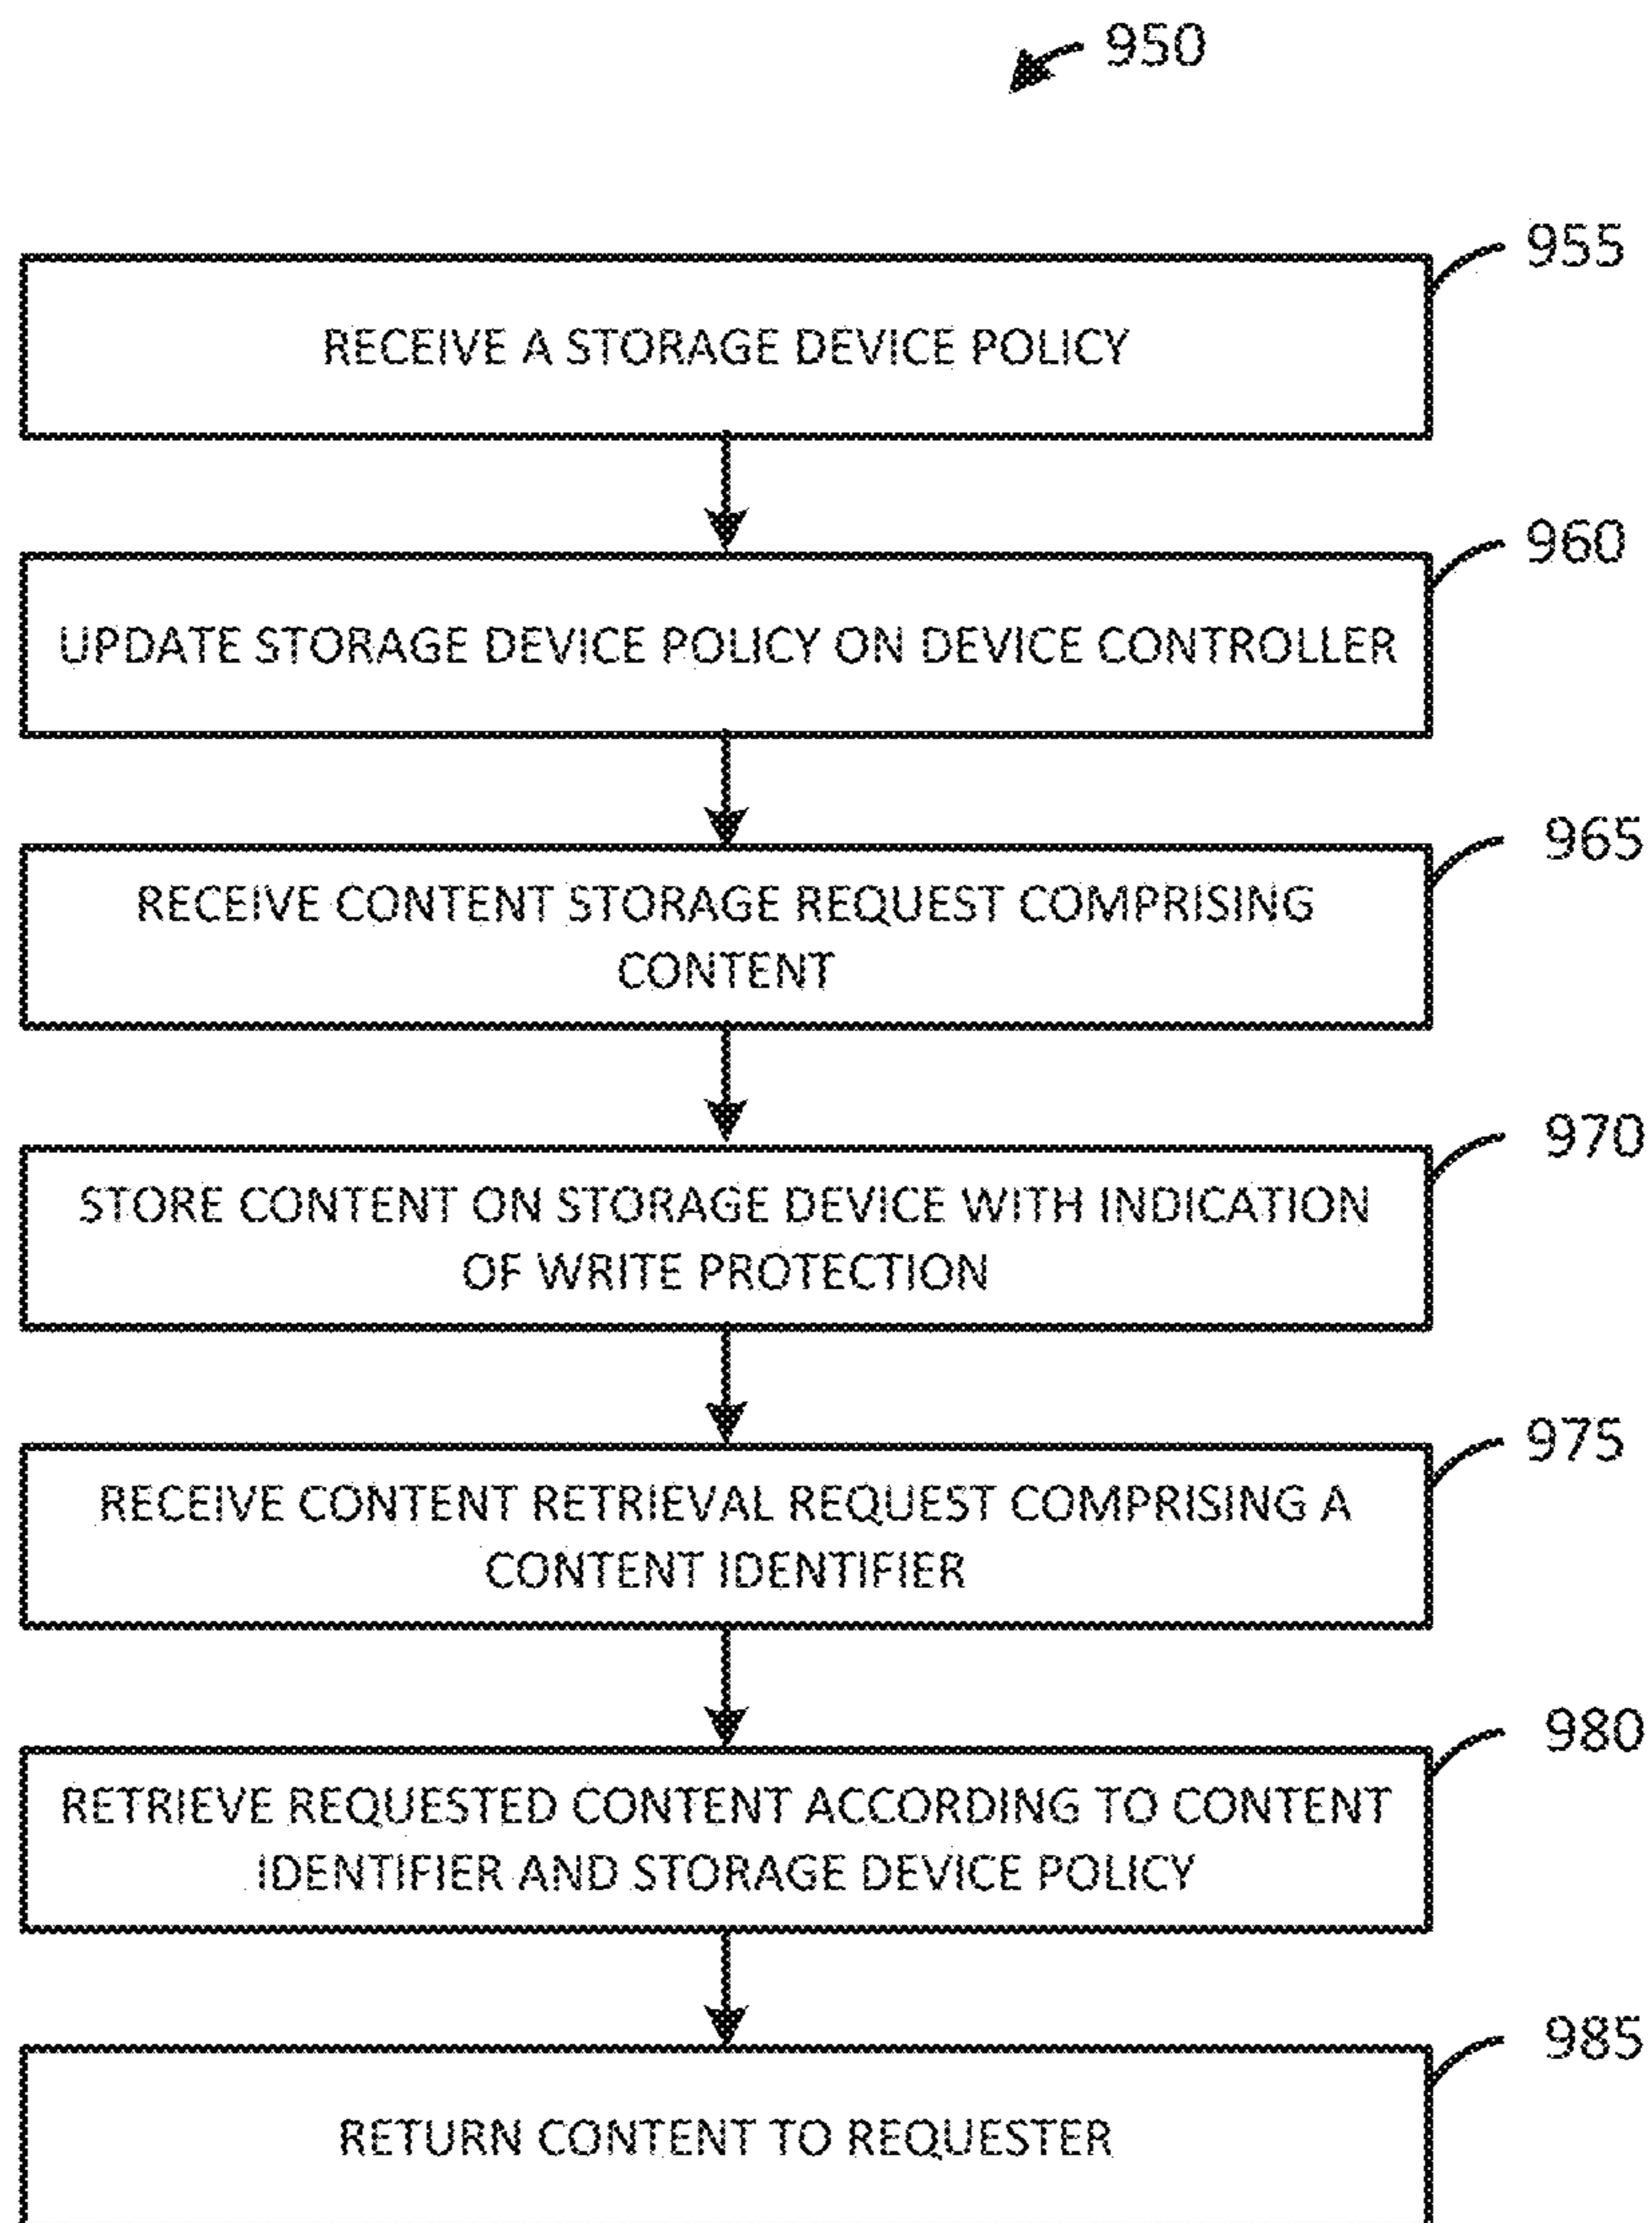 950
955
RECEIVE A STORAGE DEVICE POLICY
960
UPDATE STORAGE DEVICE POLICY ON DEVICE CONTROLLER
965
RECEIVE CONTENT STORAGE REQUEST COMPRISING
CONTENT
970
STORE CONTENT ON STORAGE DEVICE WITH INDICATION
OF WRITE PROTECTION
975
RECEIVE CONTENT RETRIEVAL REQUEST COMPRISING A
CONTENT IDENTIFIER
980
RETRIEVE REQUESTED CONTENT ACCORDING TO CONTENT
IDENTIFIER AND STORAGE DEVICE POLICY
985
RETURN CONTENT TO REQUESTER